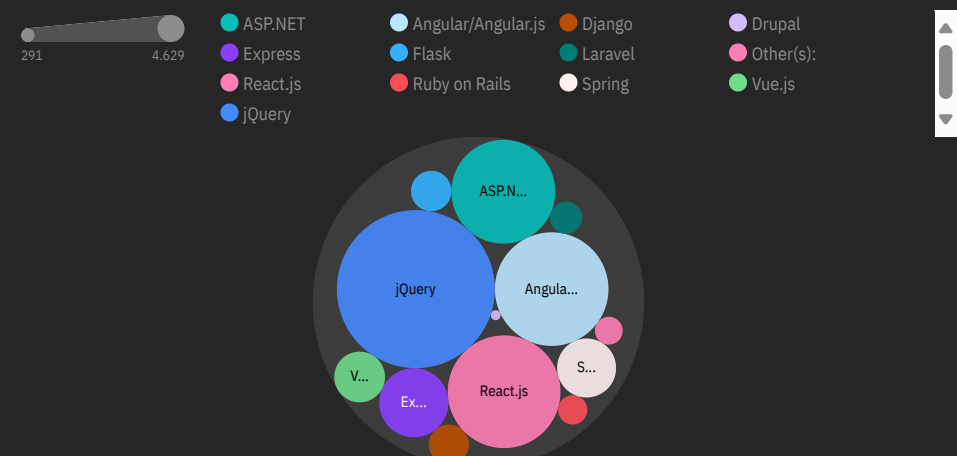 291 4.629
ASP.NET Angular/Angular.js Django Drupal
Express Flask Laravel Other(s):
React.js Ruby on Rails Spring Vue.js
jQuery
ASP.N...
jQuery Angula...
S...
V... React.js
Ex...